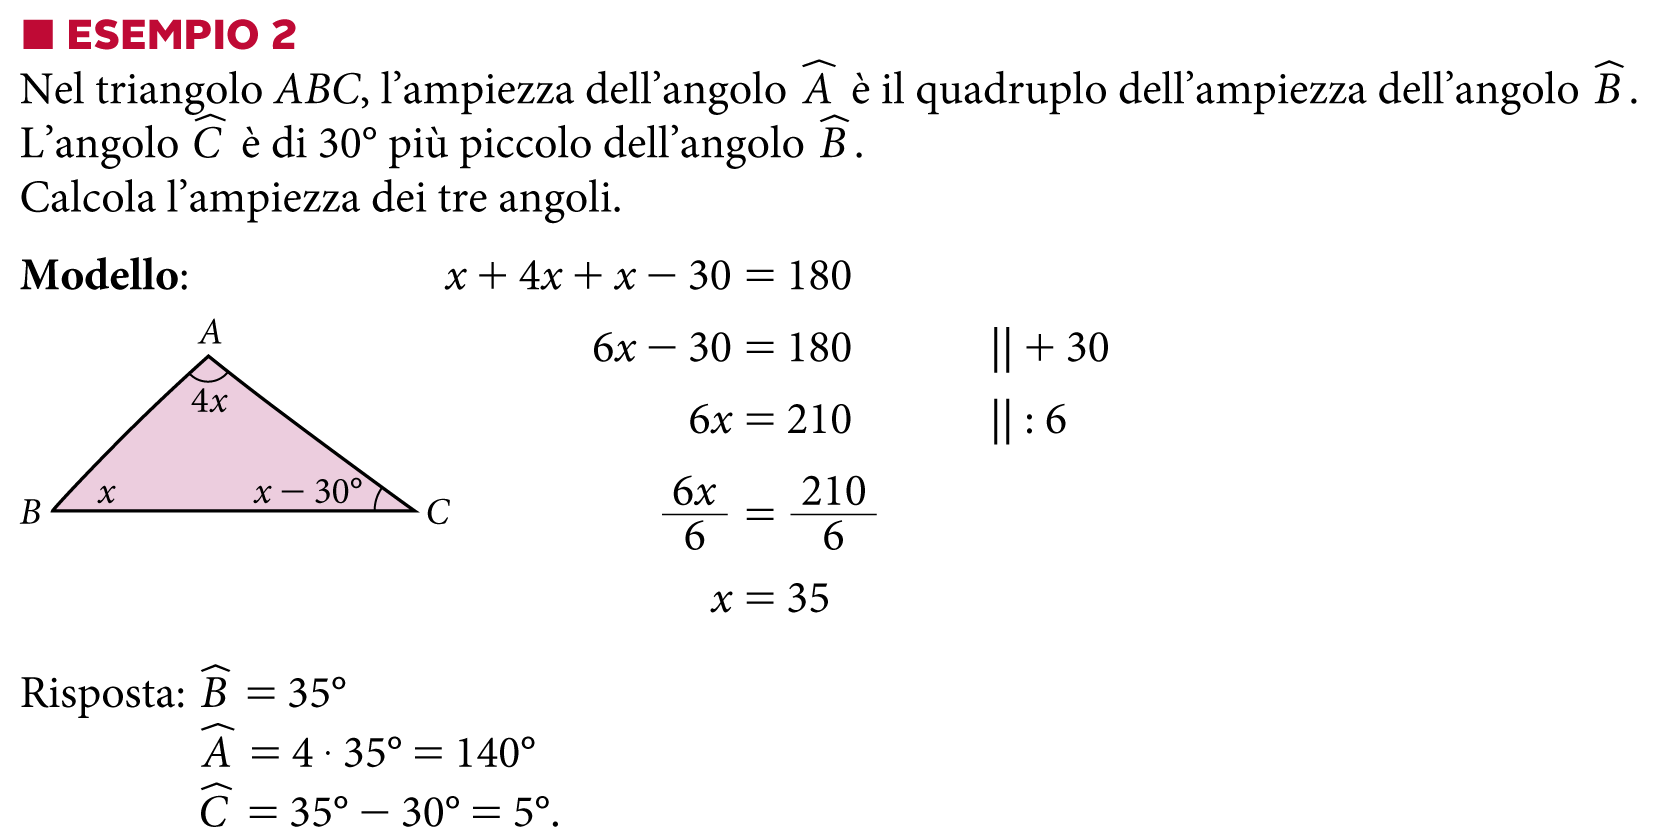 ■ ESEMPIO 2
Nel triangolo ABC, l’ampiezza dell’angolo Â è il quadruplo dell’ampiezza dell’angolo B̂.
L’angolo Ĉ è di 30° più piccolo dell’angolo B̂.
Calcola l’ampiezza dei tre angoli.
Modello: x + 4x + x − 30 = 180
6x − 30 = 180 || + 30
6x = 210 || : 6
6x/6 = 210/6
x = 35
A
4x
B x x − 30° C
Risposta: B̂ = 35°
Â = 4 · 35° = 140°
Ĉ = 35° − 30° = 5°.